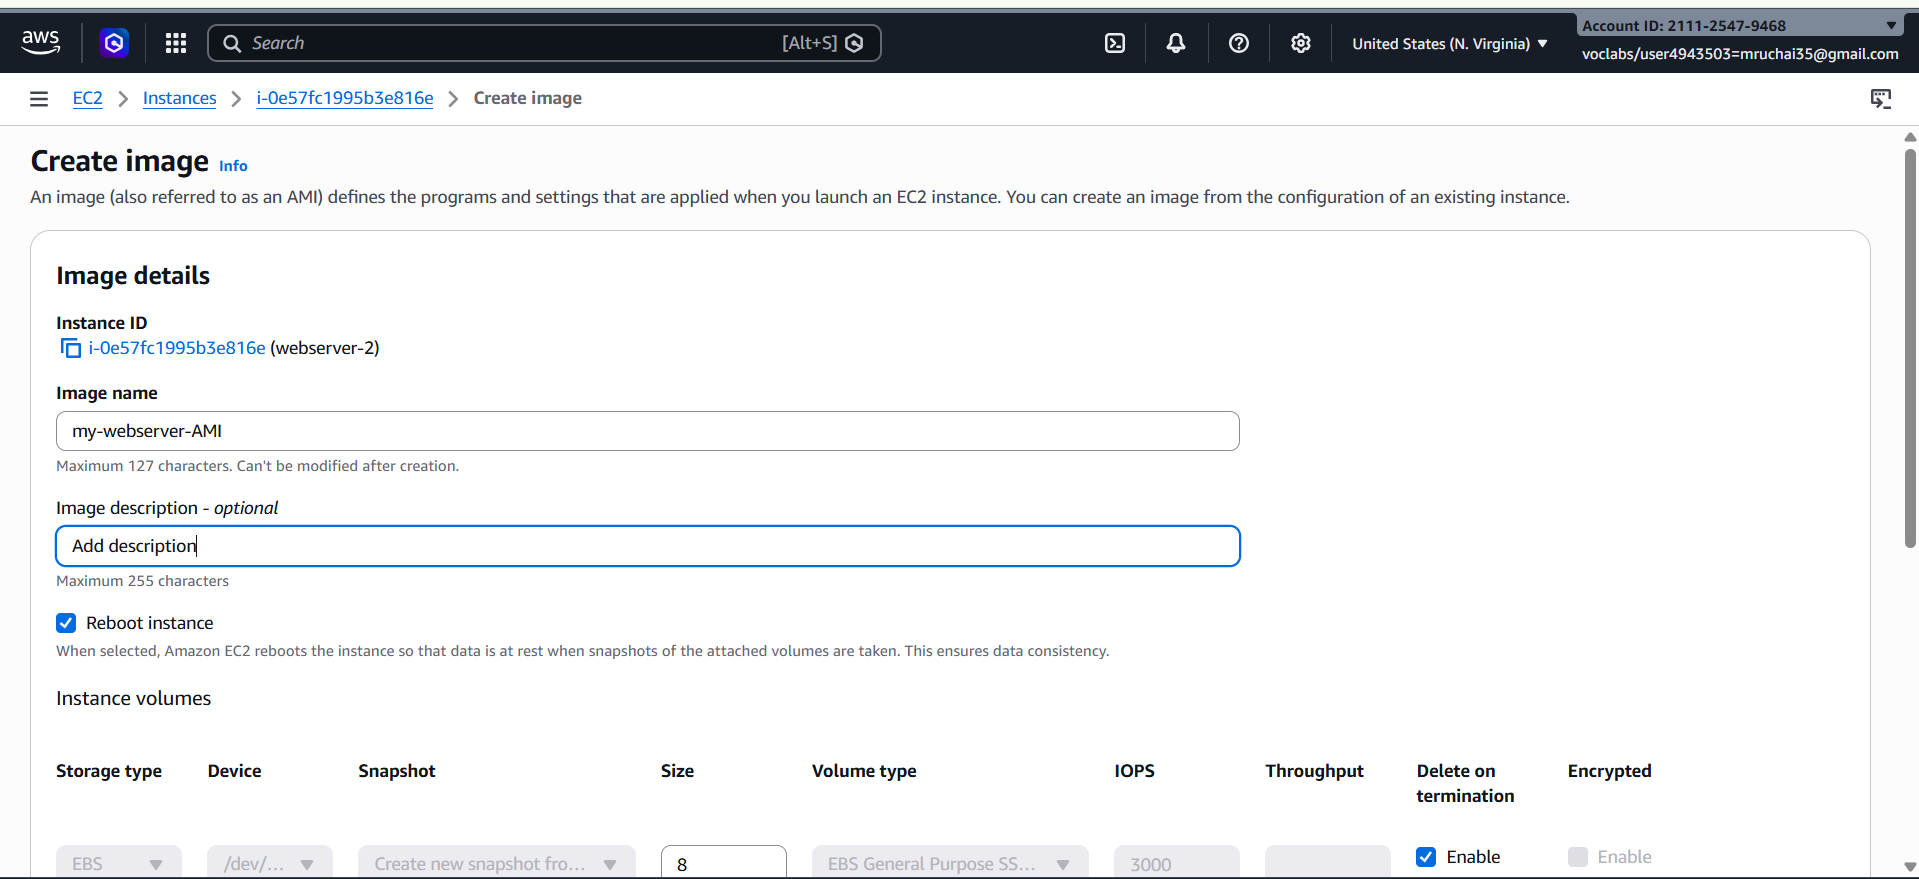 aws
Search [Alt+S]
United States (N. Virginia)
Account ID: 2111-2547-9468
voclabs/user4943503=mruchai35@gmail.com
EC2 Instances i-0e57fc1995b3e816e Create image
Create image Info
An image (also referred to as an AMI) defines the programs and settings that are applied when you launch an EC2 instance. You can create an image from the configuration of an existing instance.
Image details
Instance ID
i-0e57fc1995b3e816e (webserver-2)
Image name
my-webserver-AMI
Maximum 127 characters. Can't be modified after creation.
Image description - optional
Add description
Maximum 255 characters
Reboot instance
When selected, Amazon EC2 reboots the instance so that data is at rest when snapshots of the attached volumes are taken. This ensures data consistency.
Instance volumes
Storage type Device Snapshot Size Volume type IOPS Throughput Delete on termination Encrypted
EBS /dev/... Create new snapshot fro... 8 EBS General Purpose SS... 3000 Enable Enable